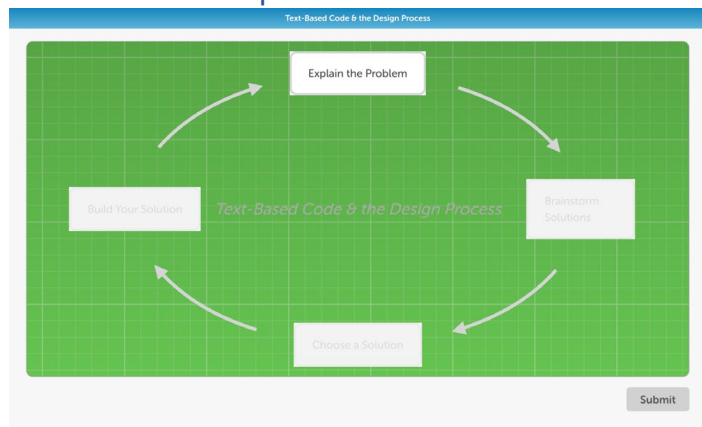 Text-Based Code & the Design Process
Explain the Problem
Build Your Solution
Text-Based Code & the Design Process
Brainstorm
Solutions
Choose a Solution
Submit